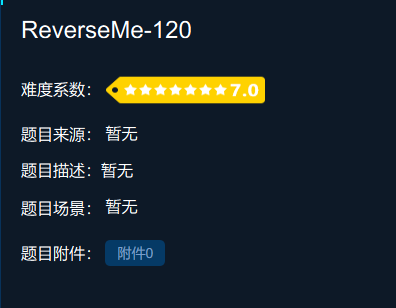 ReverseMe-120
难度系数： 7.0
题目来源： 暂无
题目描述：暂无
题目场景： 暂无
题目附件： 附件0